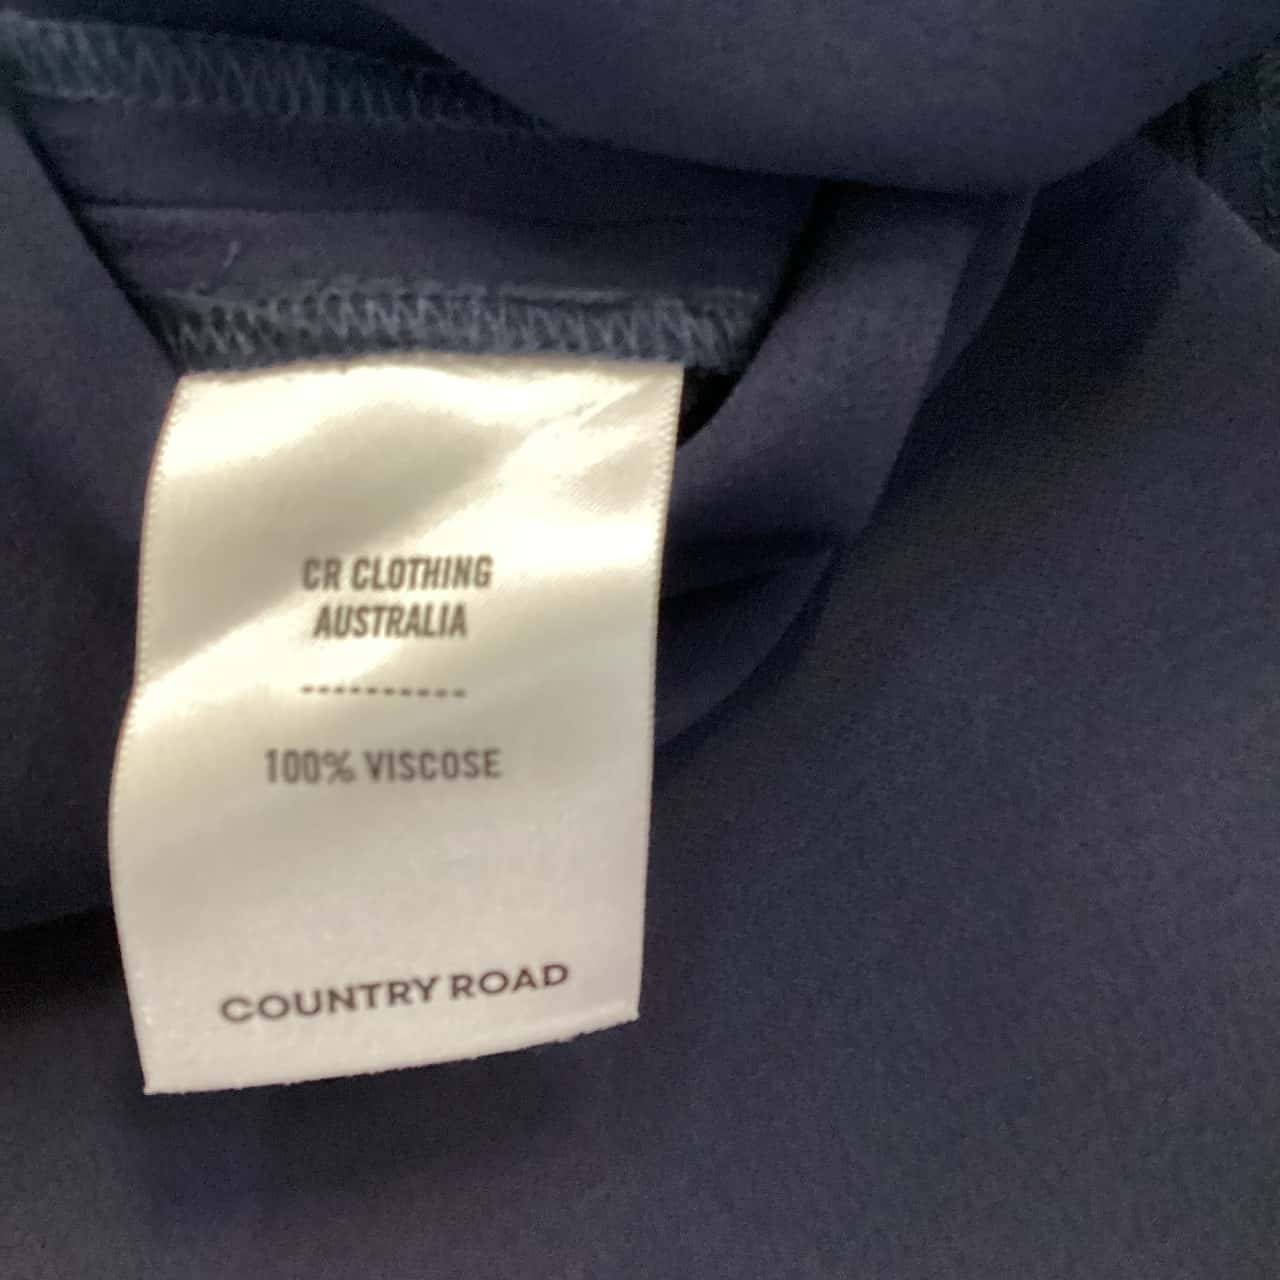 CR CLOTHING
AUSTRALIA
----------
100% VISCOSE
COUNTRY ROAD